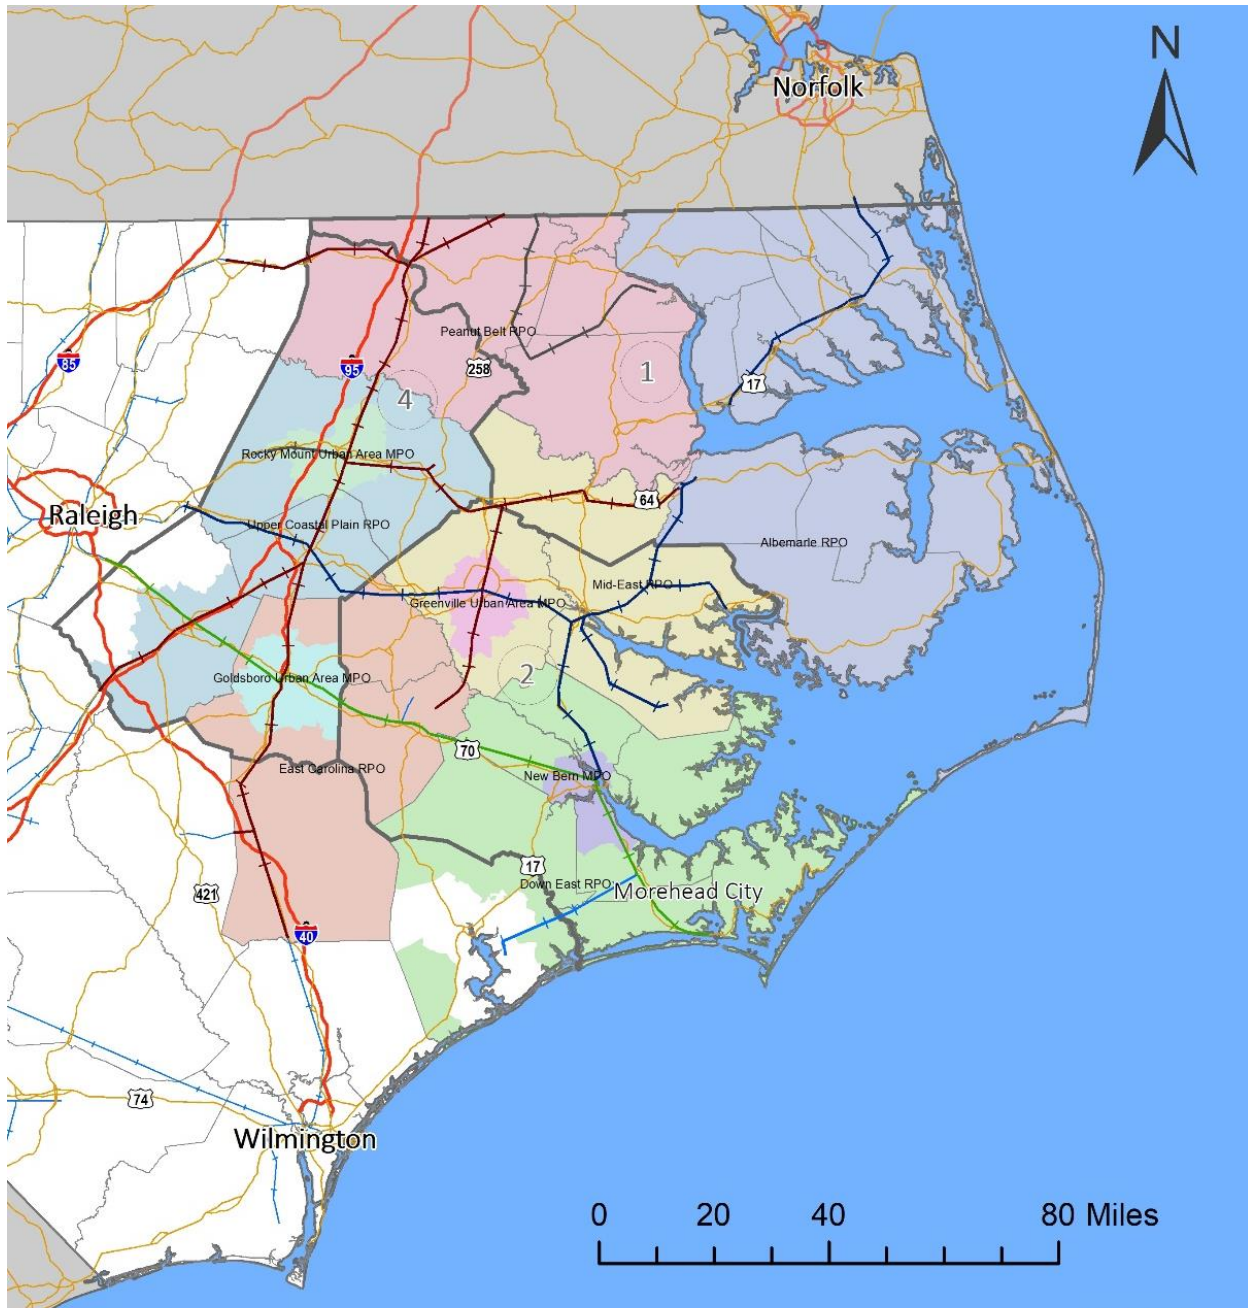 N
Norfolk
Peanut Belt RPO
85
95
258
1
17
4
Rocky Mount Urban Area MPO
64
Raleigh
Upper Coastal Plain RPO
Albemarle RPO
Mid-East RPO
Greenville Urban Area MPO
2
Goldsboro Urban Area MPO
70
East Carolina RPO
New Bern MPO
17
Down East RPO
Morehead City
421
40
74
Wilmington
0 20 40 80 Miles